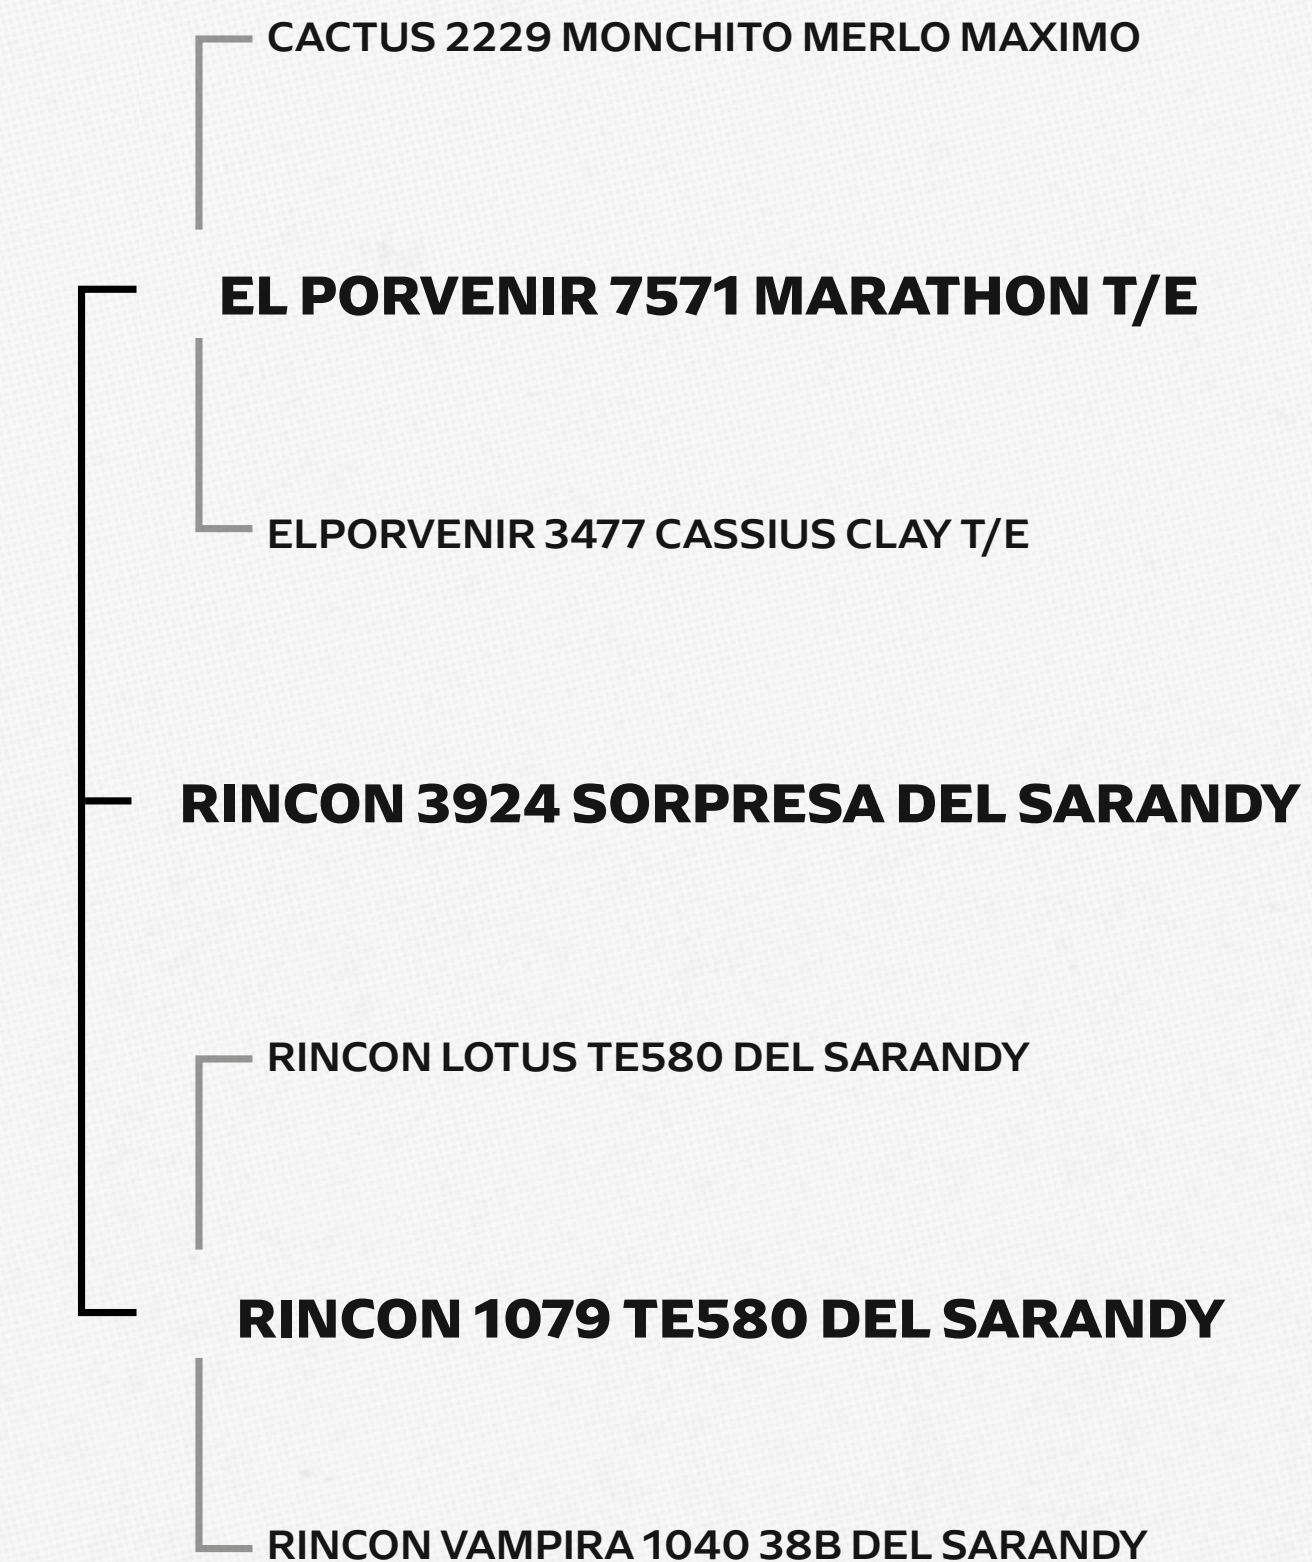 CACTUS 2229 MONCHITO MERLO MAXIMO
EL PORVENIR 7571 MARATHON T/E
ELPORVENIR 3477 CASSIUS CLAY T/E
RINCON 3924 SORPRESA DEL SARANDY
RINCON LOTUS TE580 DEL SARANDY
RINCON 1079 TE580 DEL SARANDY
RINCON VAMPIRA 1040 38B DEL SARANDY